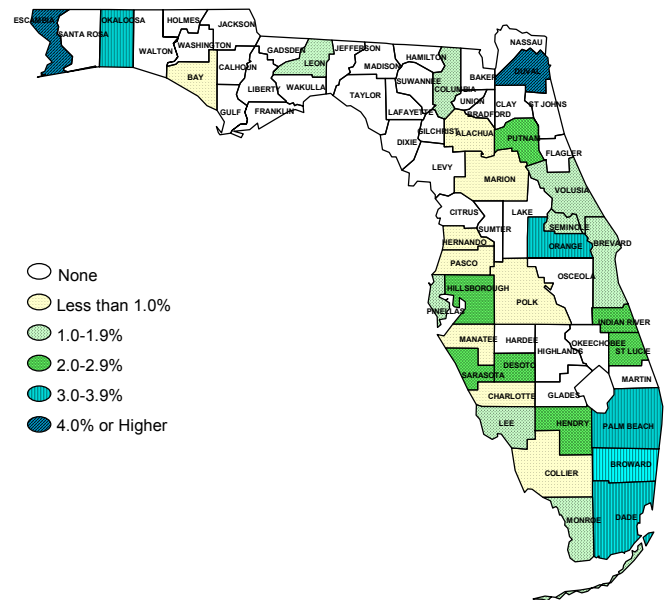 ESCAMBIA
SANTA ROSA
OKALOOSA
WALTON
HOLMES
WASHINGTON
JACKSON
BAY
CALHOUN
GULF
GADSDEN
LIBERTY
FRANKLIN
LEON
WAKULLA
JEFFERSON
MADISON
TAYLOR
HAMILTON
SUWANNEE
LAFAYETTE
DIXIE
COLUMBIA
GILCHRIST
LEVY
BAKER
UNION
BRADFORD
ALACHUA
NASSAU
DUVAL
CLAY
ST JOHNS
PUTNAM
FLAGLER
MARION
VOLUSIA
CITRUS
SUMTER
LAKE
SEMINOLE
ORANGE
BREVARD
HERNANDO
PASCO
OSCEOLA
HILLSBOROUGH
PINELLAS
POLK
INDIAN RIVER
MANATEE
HARDEE
HIGHLANDS
OKEECHOBEE
ST LUCIE
SARASOTA
DESOTO
MARTIN
CHARLOTTE
GLADES
LEE
HENDRY
PALM BEACH
COLLIER
BROWARD
MONROE
DADE
None
Less than 1.0%
1.0-1.9%
2.0-2.9%
3.0-3.9%
4.0% or Higher